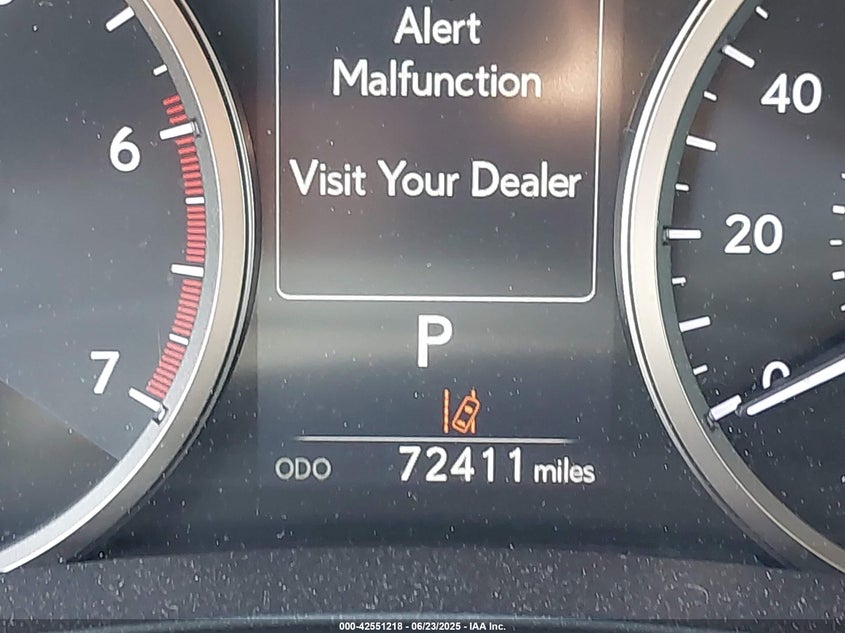 Alert
Malfunction
Visit Your Dealer
6
7
40
20
0
P
ODO 72411 miles
000-42551218 - 06/23/2025 - IAA Inc.